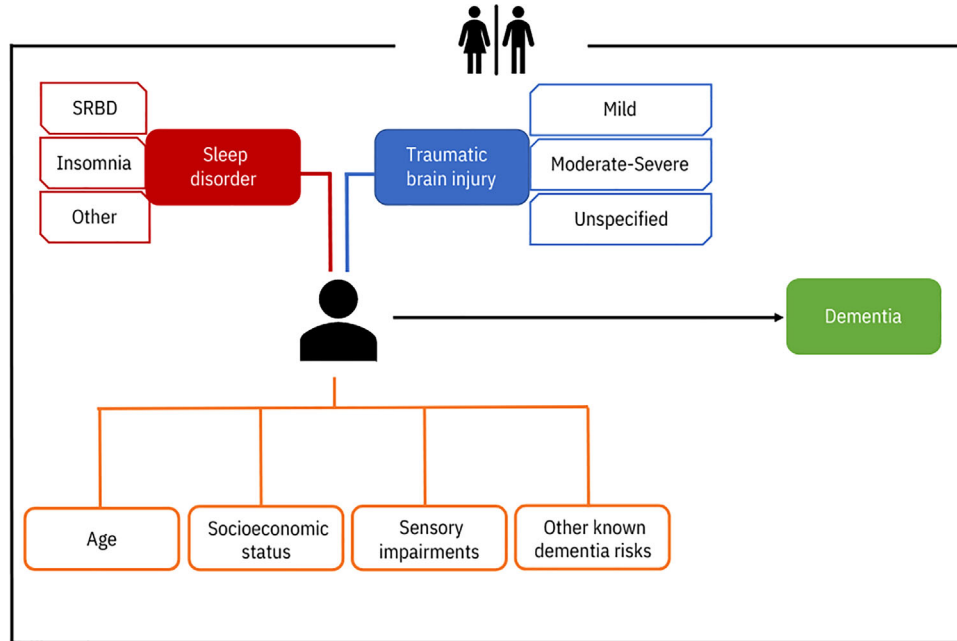 SRBD
Insomnia
Other
Sleep
disorder
Traumatic
brain injury
Mild
Moderate-Severe
Unspecified
Dementia
Age
Socioeconomic
status
Sensory
impairments
Other known
dementia risks